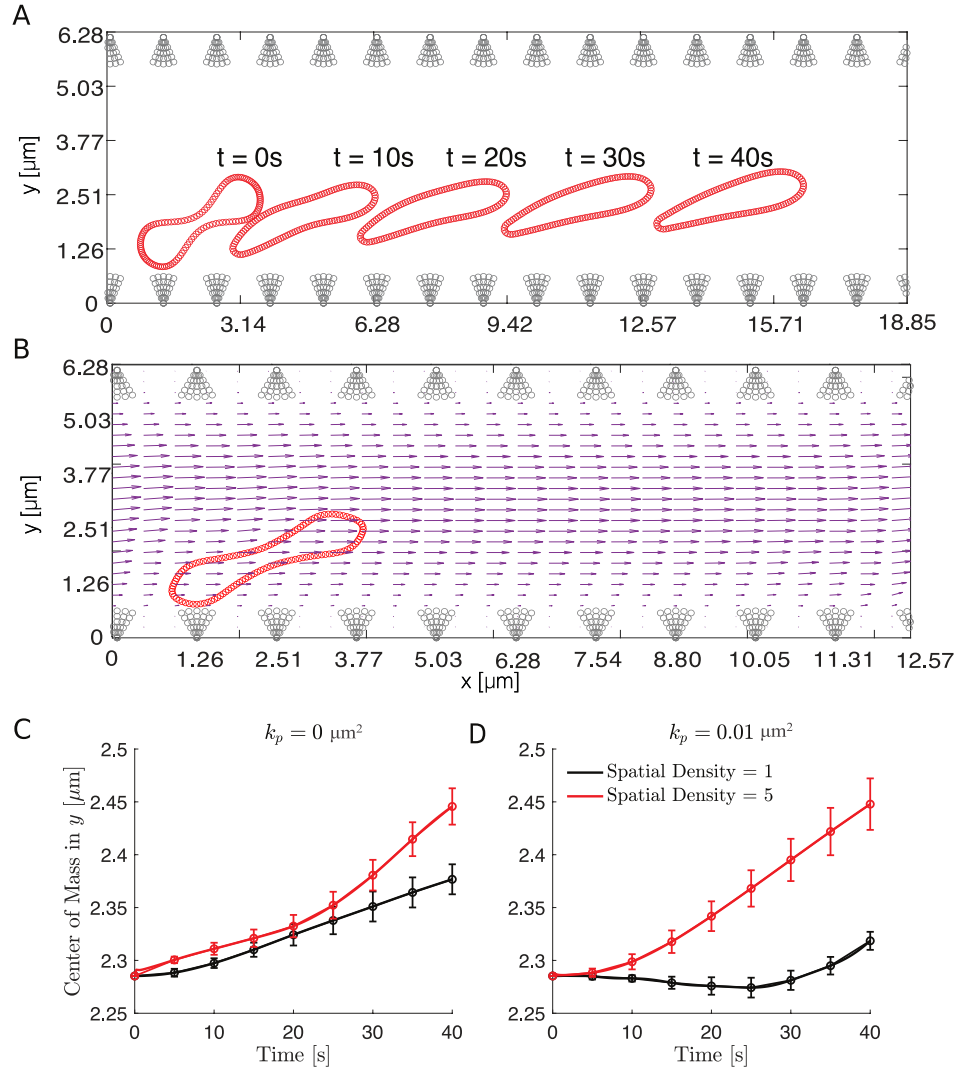 A
6.28
5.03
3.77
2.51
1.26
0
y [μm]
t = 0s t = 10s t = 20s t = 30s t = 40s
0 3.14 6.28 9.42 12.57 15.71 18.85
B
6.28
5.03
3.77
2.51
1.26
0
y [μm]
0 1.26 2.51 3.77 5.03 6.28 7.54 8.80 10.05 11.31 12.57
x [μm]
C
k_p = 0 μm²
2.5
2.45
2.4
2.35
2.3
2.25
Center of Mass in y [μm]
0 10 20 30 40
Time [s]
D
k_p = 0.01 μm²
Spatial Density = 1
Spatial Density = 5
2.5
2.45
2.4
2.35
2.3
2.25
0 10 20 30 40
Time [s]